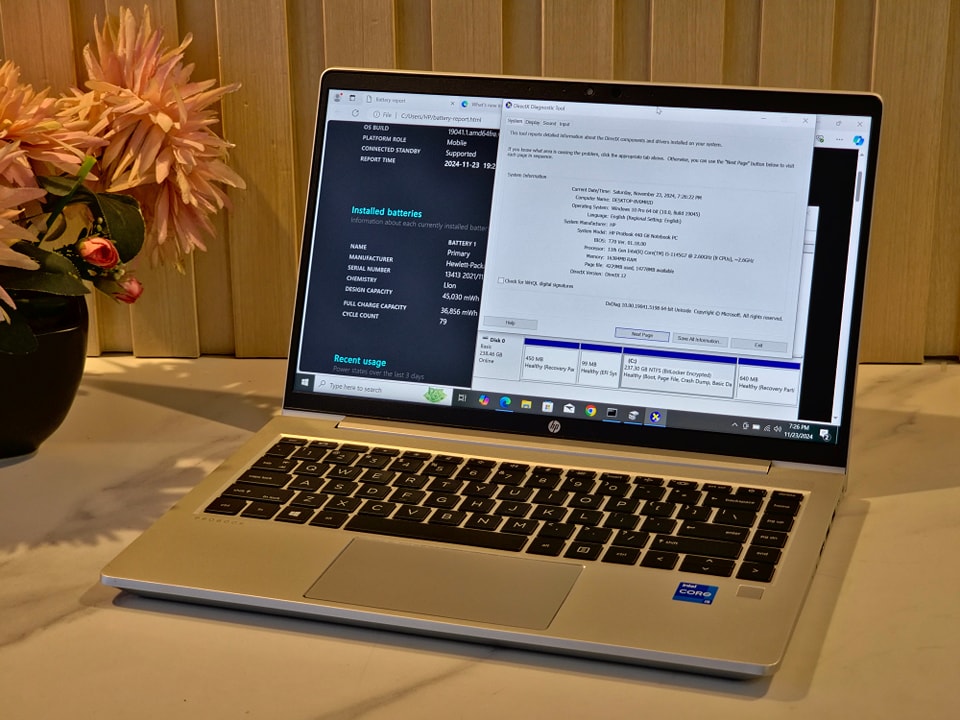 Battery report
What's new in
File C:/Users/HP/battery-report.html
OS BUILD 19041.1.amd64fre.
PLATFORM ROLE Mobile
CONNECTED STANDBY Supported
REPORT TIME 2024-11-23 19:2
Installed batteries
Information about each currently installed batter
BATTERY 1
NAME Primary
MANUFACTURER Hewlett-Pack
SERIAL NUMBER 13413 2021/11
CHEMISTRY LIon
DESIGN CAPACITY 45,030 mWh
FULL CHARGE CAPACITY 36,856 mWh
CYCLE COUNT 79
Recent usage
Power states over the last 3 days
DirectX Diagnostic Tool
System Display Sound Input
This tool reports detailed information about the DirectX components and drivers installed on your system.
If you know what area is causing the problem, click the appropriate tab above. Otherwise, you can use the "Next Page" button below to visit
each page in sequence.
System Information
Current Date/Time: Saturday, November 23, 2024, 7:26:22 PM
Computer Name:
Operating System: Windows 10 Pro 64-bit (10.0, Build 19045)
Language: English (Regional Setting: English)
System Manufacturer: HP
System Model: HP ProBook 440 G8 Notebook PC
BIOS:
Processor: 11th Gen Intel(R) Core(TM) i5-1145G7 @ 2.60GHz (8 CPUs), ~2.6GHz
Memory: 16384MB RAM
Page file: 4223MB used, 14778MB available
DirectX Version: DirectX 12
Check for WHQL digital signatures
DxDiag 10.00.19041.5198 64 bit Unicode Copyright © Microsoft. All rights reserved.
Help Next Page Save All Information... Exit
Disk 0
Basic
238.46 GB
Online
450 MB
Healthy (Recovery Pa
99 MB
Healthy (EFI Sys
(C:)
237.30 GB NTFS (BitLocker Encrypted)
Healthy (Boot, Page File, Crash Dump, Basic Da
640 MB
Healthy (Recovery Parti
Type here to search
7:26 PM
11/23/2024
hp
Q W E R T Y U I O P
A S D F G H J K L
Z X C V B N M
PROBOOK
intel
CORE
i5